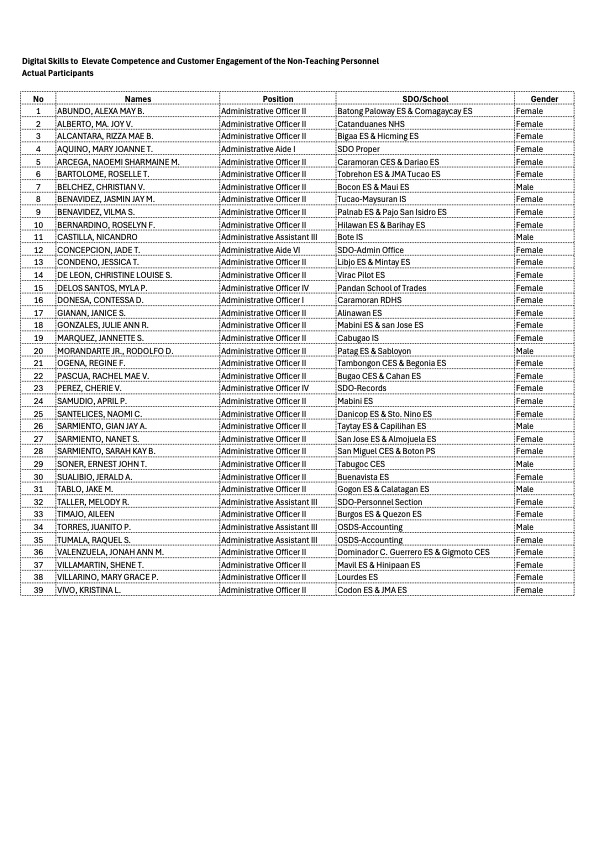 Digital Skills to Elevate Competence and Customer Engagement of the Non-Teaching Personnel
Actual Participants
No Names Position SDO/School Gender
1 ABUNDO, ALEXA MAY B. Administrative Officer II Batong Paloway ES & Comagaycay ES Female
2 ALBERTO, MA. JOY V. Administrative Officer II Catanduanes NHS Female
3 ALCANTARA, RIZZA MAE B. Administrative Officer II Bigaa ES & Hicming ES Female
4 AQUINO, MARY JOANNE T. Administrative Aide I SDO Proper Female
5 ARCEGA, NAOEMI SHARMAINE M. Administrative Officer II Caramoran CES & Dariao ES Female
6 BARTOLOME, ROSELLE T. Administrative Officer II Tobrehon ES & JMA Tucao ES Female
7 BELCHEZ, CHRISTIAN V. Administrative Officer II Bocon ES & Maui ES Male
8 BENAVIDEZ, JASMIN JAY M. Administrative Officer II Tucao-Maysuran IS Female
9 BENAVIDEZ, VILMA S. Administrative Officer II Palnab ES & Pajo San Isidro ES Female
10 BERNARDINO, ROSELYN F. Administrative Officer II Hilawan ES & Barihay ES Female
11 CASTILLA, NICANDRO Administrative Assistant III Bote IS Male
12 CONCEPCION, JADE T. Administrative Aide VI SDO-Admin Office Female
13 CONDENO, JESSICA T. Administrative Officer II Libjo ES & Mintay ES Female
14 DE LEON, CHRISTINE LOUISE S. Administrative Officer II Virac Pilot ES Female
15 DELOS SANTOS, MYLA P. Administrative Officer IV Pandan School of Trades Female
16 DONESA, CONTESSA D. Administrative Officer I Caramoran RDHS Female
17 GIANAN, JANICE S. Administrative Officer II Alinawan ES Female
18 GONZALES, JULIE ANN R. Administrative Officer II Mabini ES & san Jose ES Female
19 MARQUEZ, JANNETTE S. Administrative Officer II Cabugao IS Female
20 MORANDARTE JR., RODOLFO D. Administrative Officer II Patag ES & Sabloyon Male
21 OGENA, REGINE F. Administrative Officer II Tambongon CES & Begonia ES Female
22 PASCUA, RACHEL MAE V. Administrative Officer II Bugao CES & Cahan ES Female
23 PEREZ, CHERIE V. Administrative Officer IV SDO-Records Female
24 SAMUDIO, APRIL P. Administrative Officer II Mabini ES Female
25 SANTELICES, NAOMI C. Administrative Officer II Danicop ES & Sto. Nino ES Female
26 SARMIENTO, GIAN JAY A. Administrative Officer II Taytay ES & Capilihan ES Male
27 SARMIENTO, NANET S. Administrative Officer II San Jose ES & Almojuela ES Female
28 SARMIENTO, SARAH KAY B. Administrative Officer II San Miguel CES & Boton PS Female
29 SONER, ERNEST JOHN T. Administrative Officer II Tabugoc CES Male
30 SUALIBIO, JERALD A. Administrative Officer II Buenavista ES Female
31 TABLO, JAKE M. Administrative Officer II Gogon ES & Calatagan ES Male
32 TALLER, MELODY R. Administrative Assistant III SDO-Personnel Section Female
33 TIMAJO, AILEEN Administrative Officer II Burgos ES & Quezon ES Female
34 TORRES, JUANITO P. Administrative Assistant III OSDS-Accounting Male
35 TUMALA, RAQUEL S. Administrative Assistant III OSDS-Accounting Female
36 VALENZUELA, JONAH ANN M. Administrative Officer II Dominador C. Guerrero ES & Gigmoto CES Female
37 VILLAMARTIN, SHENE T. Administrative Officer II Mavil ES & Hinipaan ES Female
38 VILLARINO, MARY GRACE P. Administrative Officer II Lourdes ES Female
39 VIVO, KRISTINA L. Administrative Officer II Codon ES & JMA ES Female